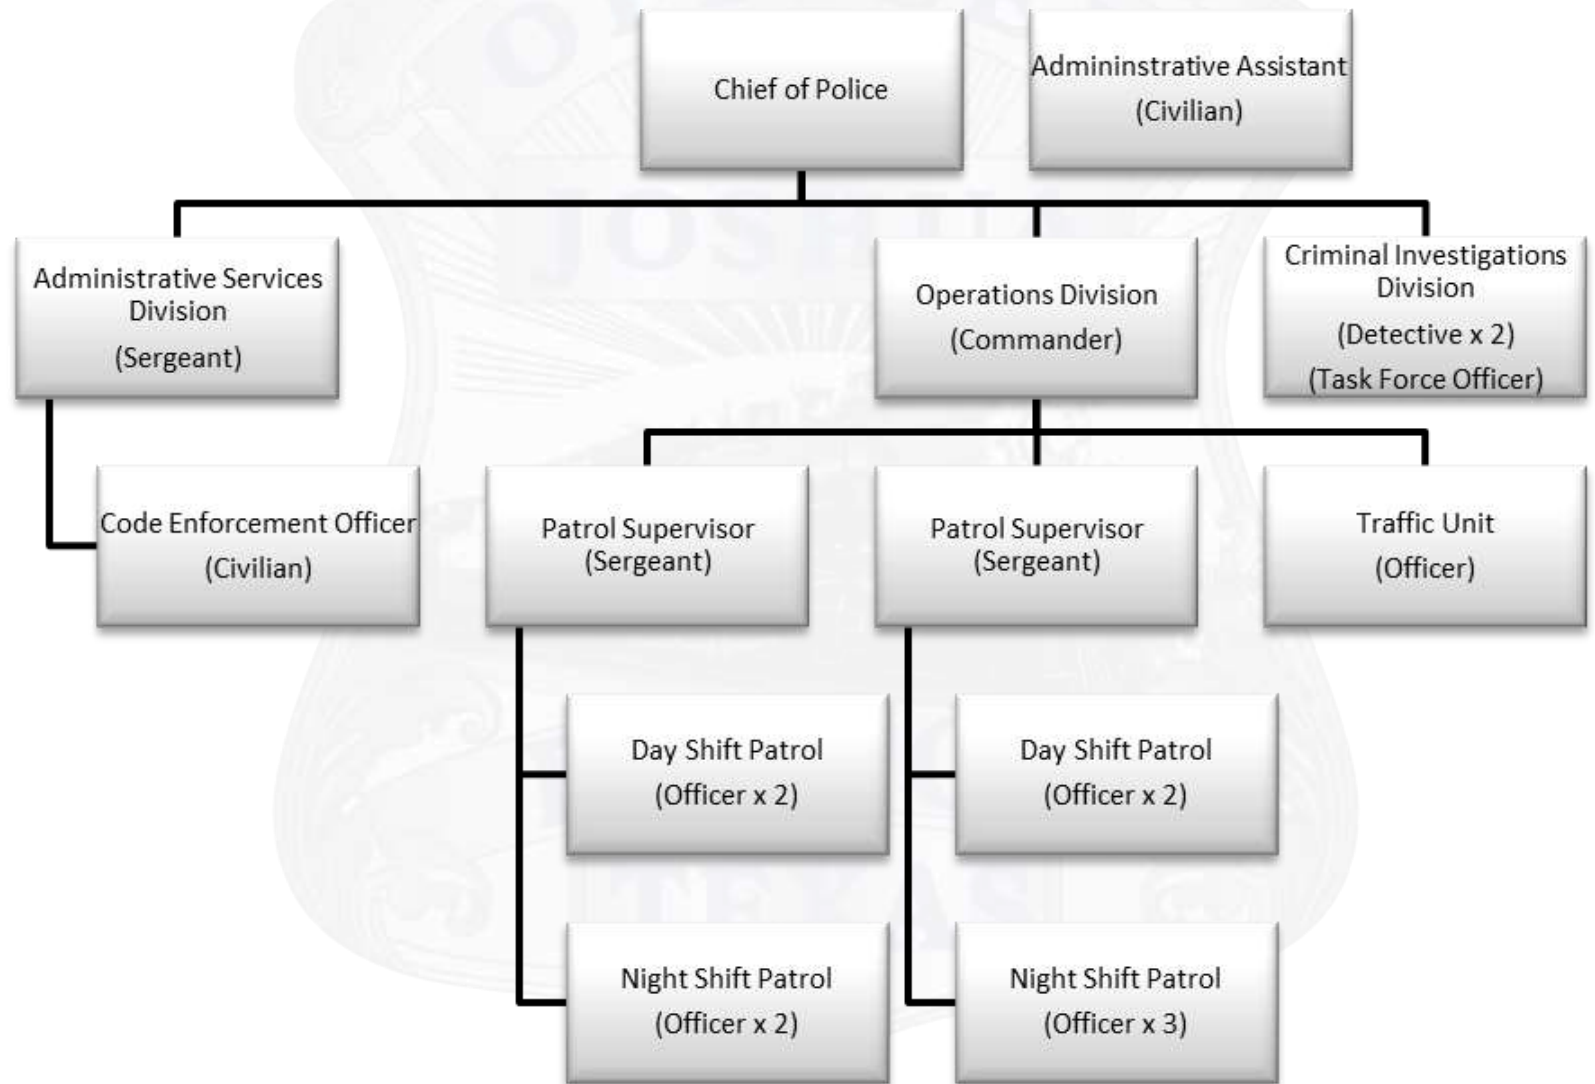 Chief of Police
Admininstrative Assistant
(Civilian)
Administrative Services
Division
(Sergeant)
Operations Division
(Commander)
Criminal Investigations
Division
(Detective x 2)
(Task Force Officer)
Code Enforcement Officer
(Civilian)
Patrol Supervisor
(Sergeant)
Patrol Supervisor
(Sergeant)
Traffic Unit
(Officer)
Day Shift Patrol
(Officer x 2)
Day Shift Patrol
(Officer x 2)
Night Shift Patrol
(Officer x 2)
Night Shift Patrol
(Officer x 3)
JOSHUA
TEXAS